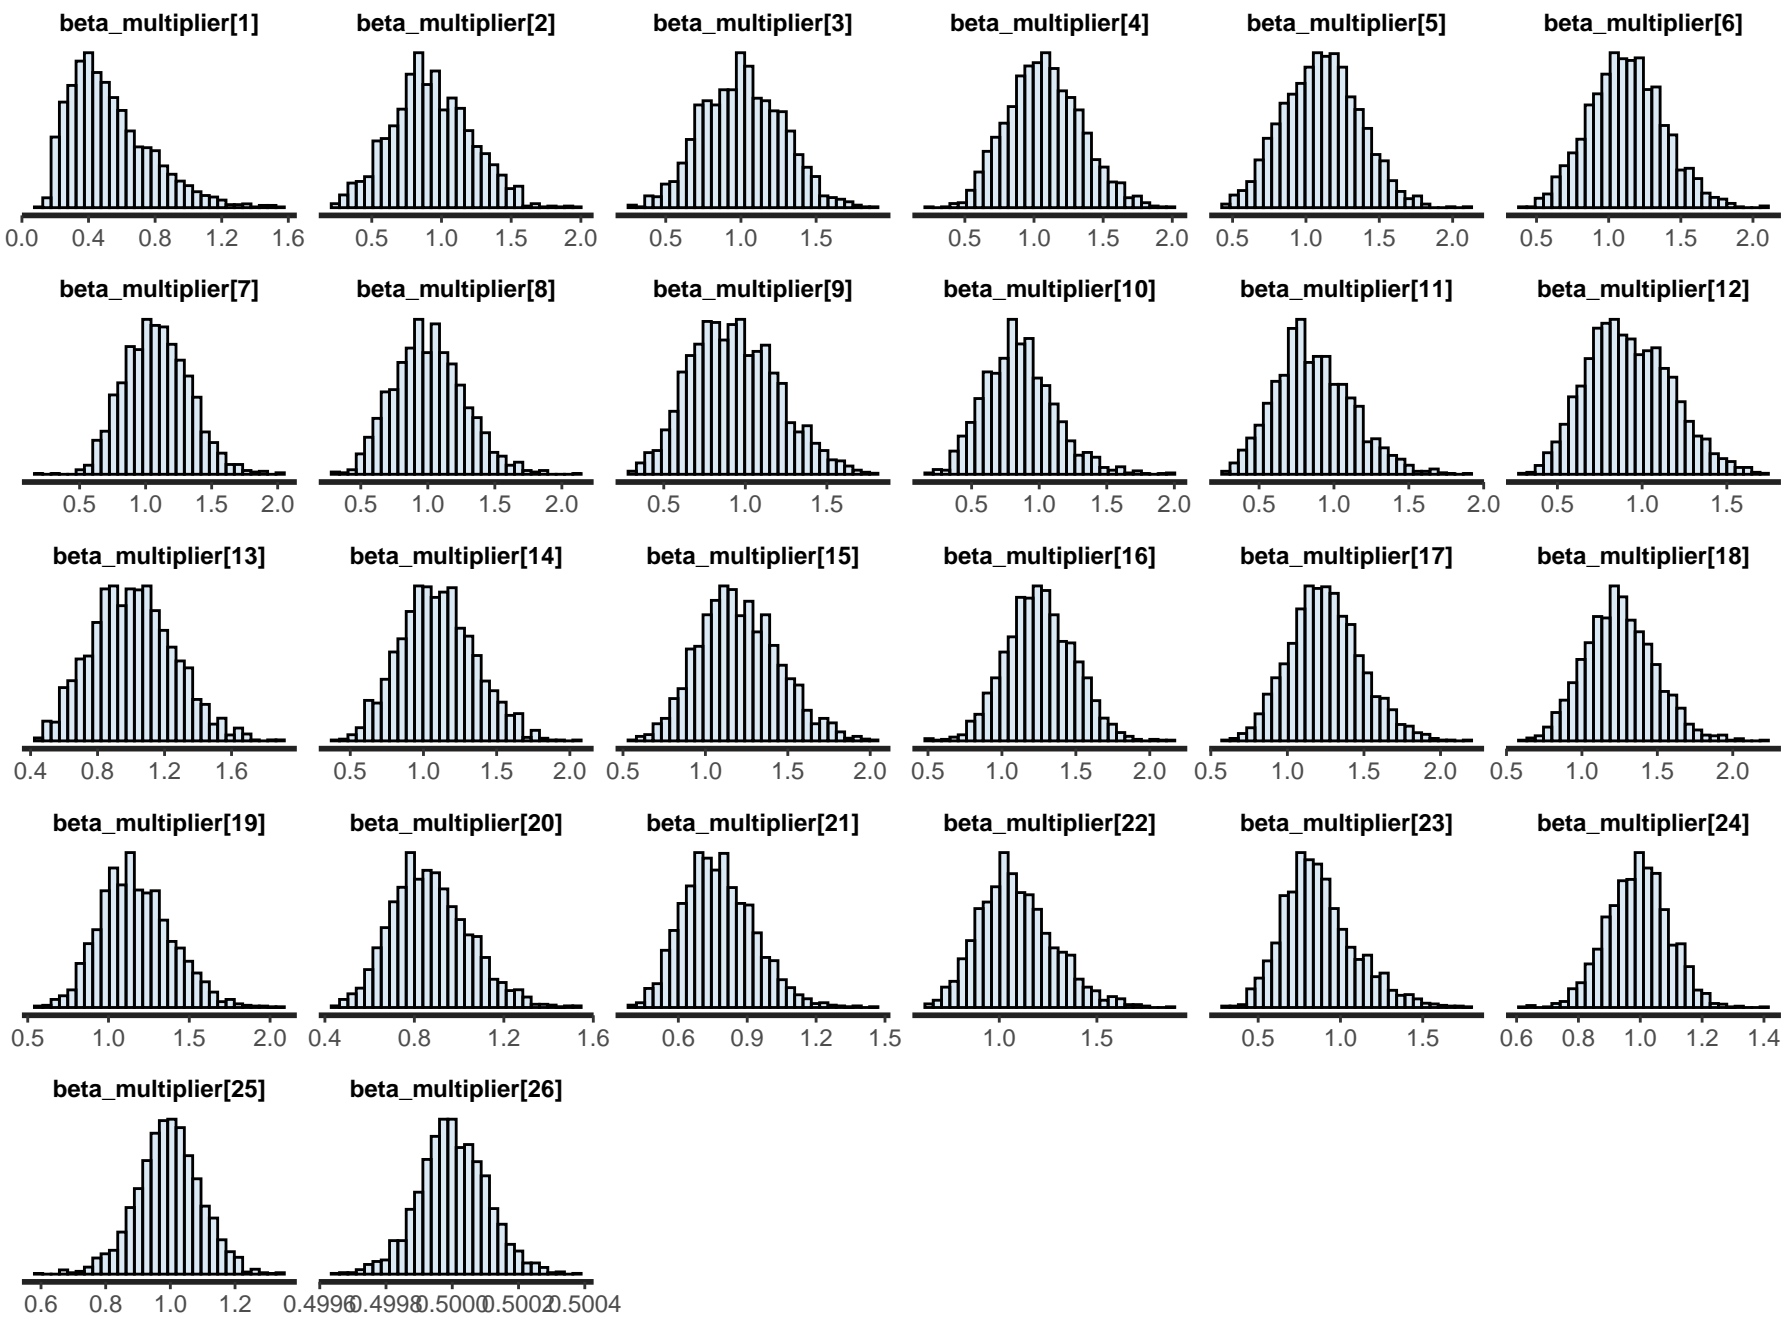 beta_multiplier[1] beta_multiplier[2] beta_multiplier[3] beta_multiplier[4] beta_multiplier[5] beta_multiplier[6]
0.0 0.4 0.8 1.2 1.6 0.5 1.0 1.5 2.0 0.5 1.0 1.5 0.5 1.0 1.5 2.0 0.5 1.0 1.5 2.0 0.5 1.0 1.5 2.0
beta_multiplier[7] beta_multiplier[8] beta_multiplier[9] beta_multiplier[10] beta_multiplier[11] beta_multiplier[12]
0.5 1.0 1.5 2.0 0.5 1.0 1.5 2.0 0.5 1.0 1.5 0.5 1.0 1.5 2.0 0.5 1.0 1.5 2.0 0.5 1.0 1.5
beta_multiplier[13] beta_multiplier[14] beta_multiplier[15] beta_multiplier[16] beta_multiplier[17] beta_multiplier[18]
0.4 0.8 1.2 1.6 0.5 1.0 1.5 2.0 0.5 1.0 1.5 2.0 0.5 1.0 1.5 2.0 0.5 1.0 1.5 2.0 0.5 1.0 1.5 2.0
beta_multiplier[19] beta_multiplier[20] beta_multiplier[21] beta_multiplier[22] beta_multiplier[23] beta_multiplier[24]
0.5 1.0 1.5 2.0 0.4 0.8 1.2 1.6 0.6 0.9 1.2 1.5 1.0 1.5 0.5 1.0 1.5 0.6 0.8 1.0 1.2 1.4
beta_multiplier[25] beta_multiplier[26]
0.6 0.8 1.0 1.2 0.4996 0.4998 0.5000 0.5002 0.5004